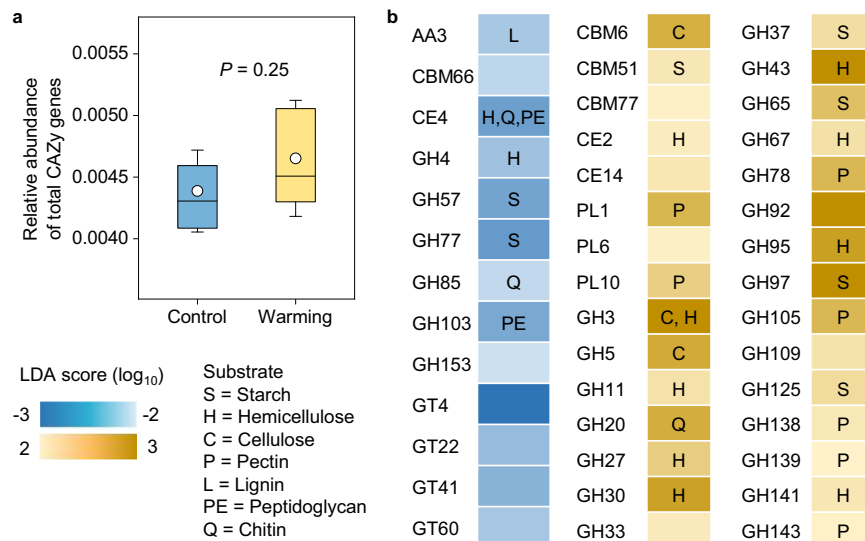 a
Relative abundance
of total CAZy genes
0.0055
0.0050
0.0045
0.0040
P = 0.25
Control Warming
LDA score (log10)
-3 -2
2 3
Substrate
S = Starch
H = Hemicellulose
C = Cellulose
P = Pectin
L = Lignin
PE = Peptidoglycan
Q = Chitin
b
AA3 L
CBM66
CE4 H,Q,PE
GH4 H
GH57 S
GH77 S
GH85 Q
GH103 PE
GH153
GT4
GT22
GT41
GT60
CBM6 C
CBM51 S
CBM77
CE2 H
CE14
PL1 P
PL6
PL10 P
GH3 C, H
GH5 C
GH11 H
GH20 Q
GH27 H
GH30 H
GH33
GH37 S
GH43 H
GH65 S
GH67 H
GH78 P
GH92
GH95 H
GH97 S
GH105 P
GH109
GH125 S
GH138 P
GH139 P
GH141 H
GH143 P